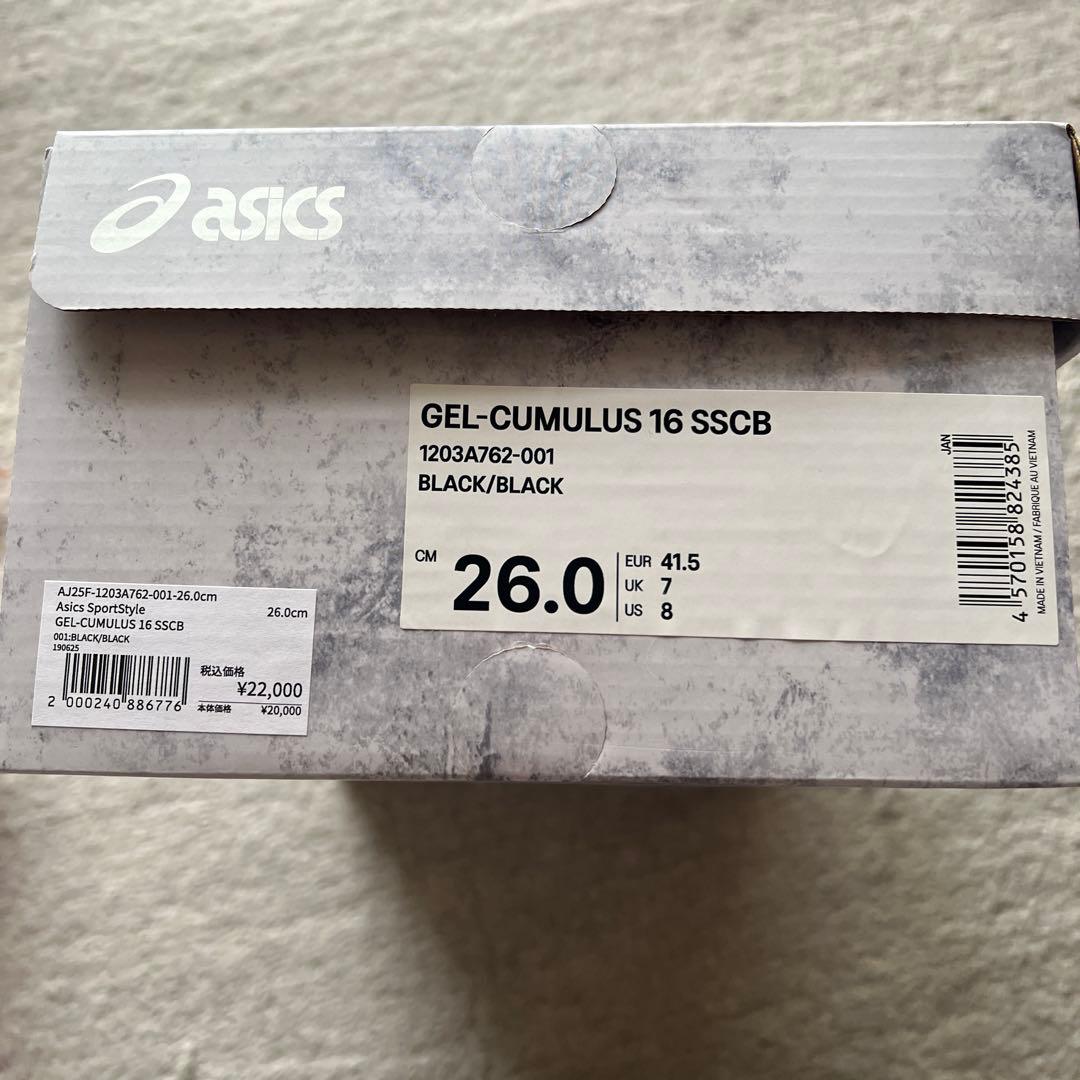 asics
GEL-CUMULUS 16 SSCB
1203A762-001
BLACK/BLACK
CM 26.0
EUR 41.5
UK 7
US 8
JAN
4 570158 824385
MADE IN VIETNAM / FABRIQUE AU VIETNAM
AJ25F-1203A762-001-26.0cm
Asics SportStyle 26.0cm
GEL-CUMULUS 16 SSCB
001:BLACK/BLACK
190625
2 000240 886776
税込価格
¥22,000
本体価格 ¥20,000